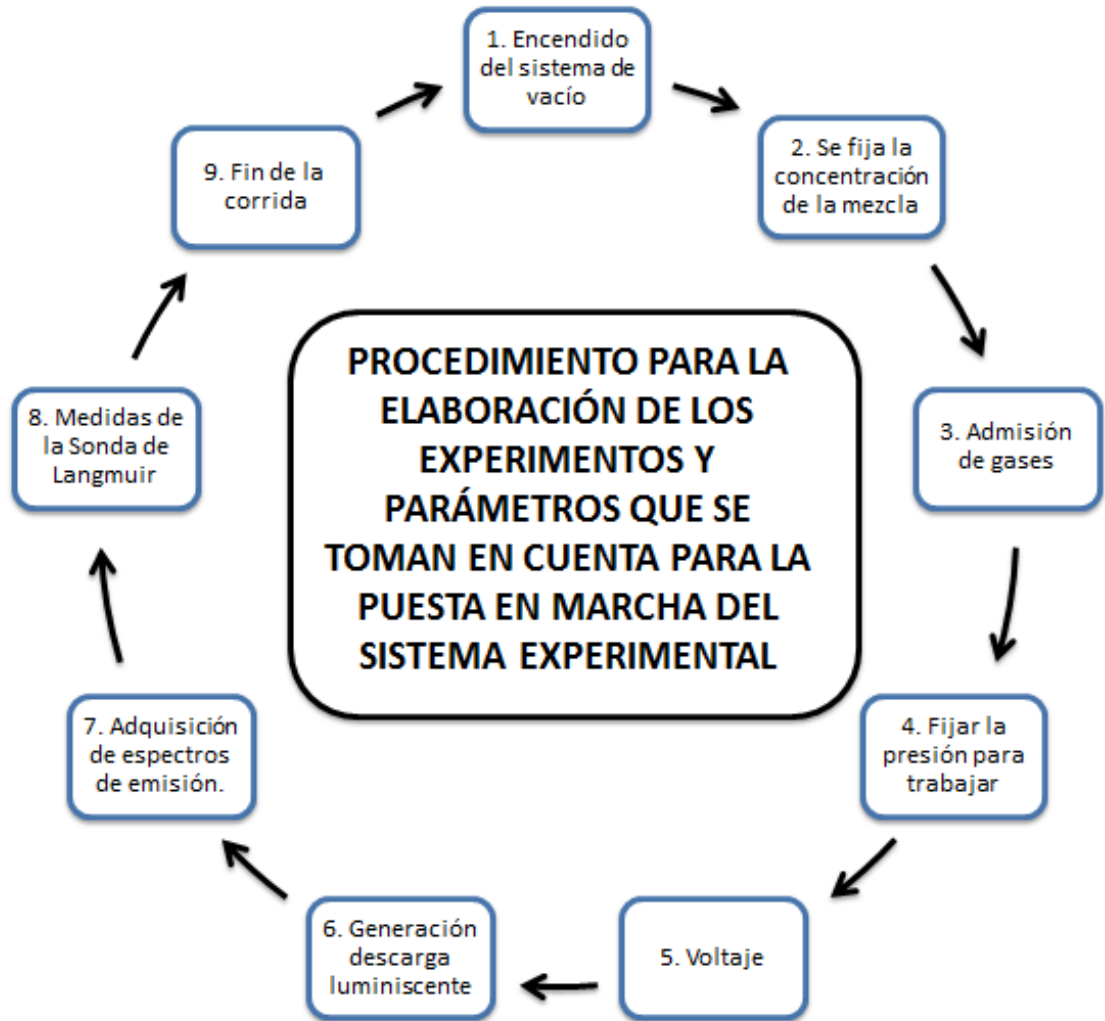 1. Encendido
del sistema de
vacío
2. Se fija la
concentración
de la mezcla
3. Admisión
de gases
4. Fijar la
presión para
trabajar
5. Voltaje
6. Generación
descarga
luminiscente
7. Adquisición
de espectros
de emisión.
8. Medidas de
la Sonda de
Langmuir
9. Fin de la
corrida
PROCEDIMIENTO PARA LA
ELABORACIÓN DE LOS
EXPERIMENTOS Y
PARÁMETROS QUE SE
TOMAN EN CUENTA PARA LA
PUESTA EN MARCHA DEL
SISTEMA EXPERIMENTAL